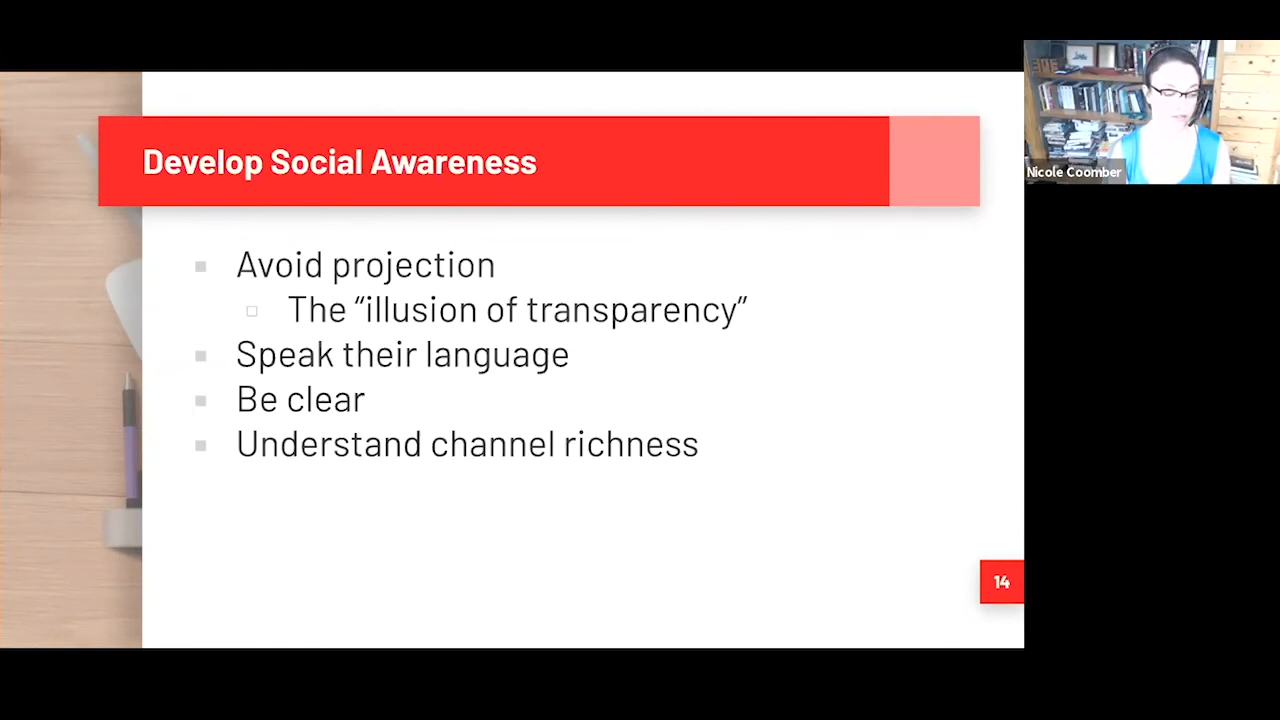 Develop Social Awareness
Avoid projection
The “illusion of transparency”
Speak their language
Be clear
Understand channel richness
14
Nicole Coomber